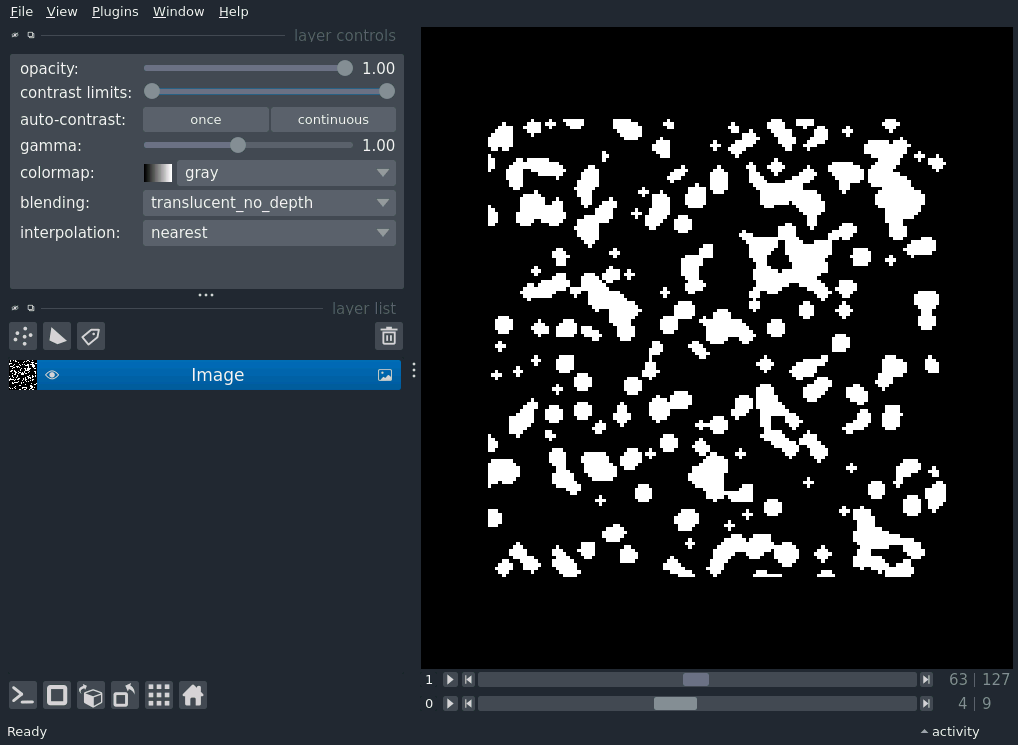 File View Plugins Window Help
layer controls
opacity: 1.00
contrast limits:
auto-contrast: once continuous
gamma: 1.00
colormap: gray
blending: translucent_no_depth
interpolation: nearest
layer list
Image
1 63 | 127
0 4 | 9
Ready activity